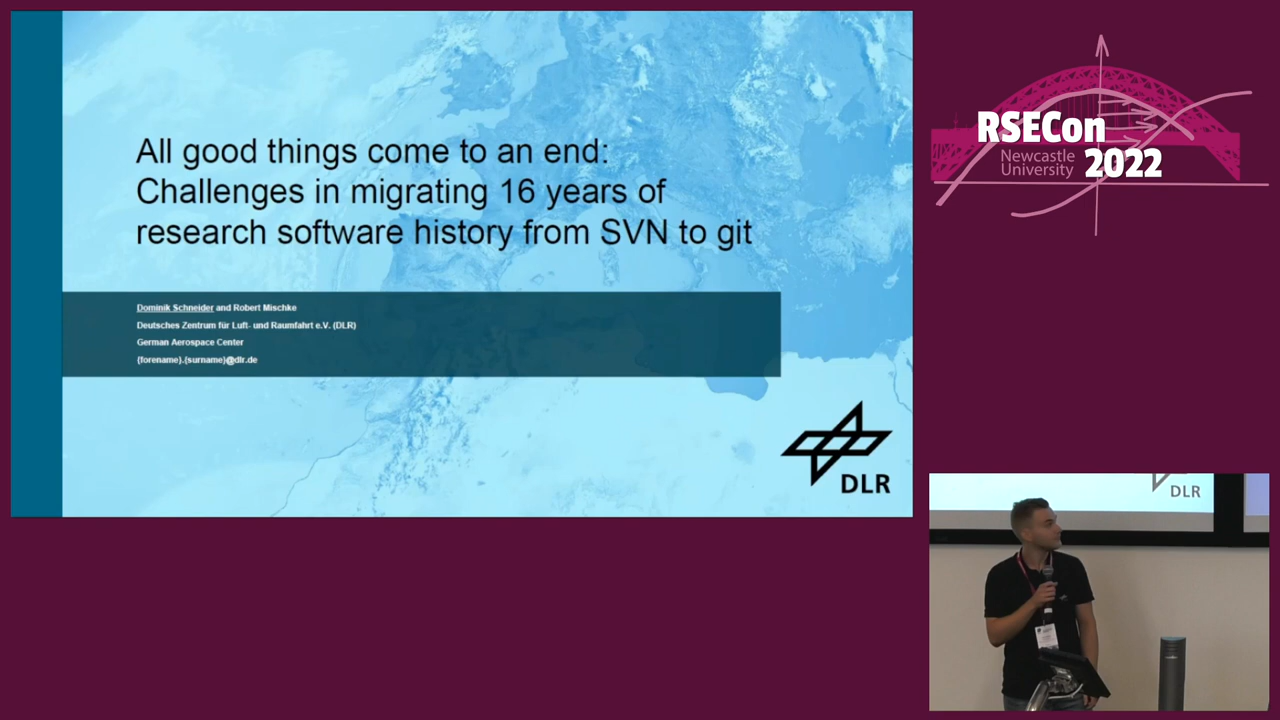 All good things come to an end:
Challenges in migrating 16 years of
research software history from SVN to git
Dominik Schneider and Robert Mischke
Deutsches Zentrum für Luft- und Raumfahrt e.V. (DLR)
German Aerospace Center
{forename}.{surname}@dlr.de
DLR
RSECon
Newcastle
University
2022
DLR